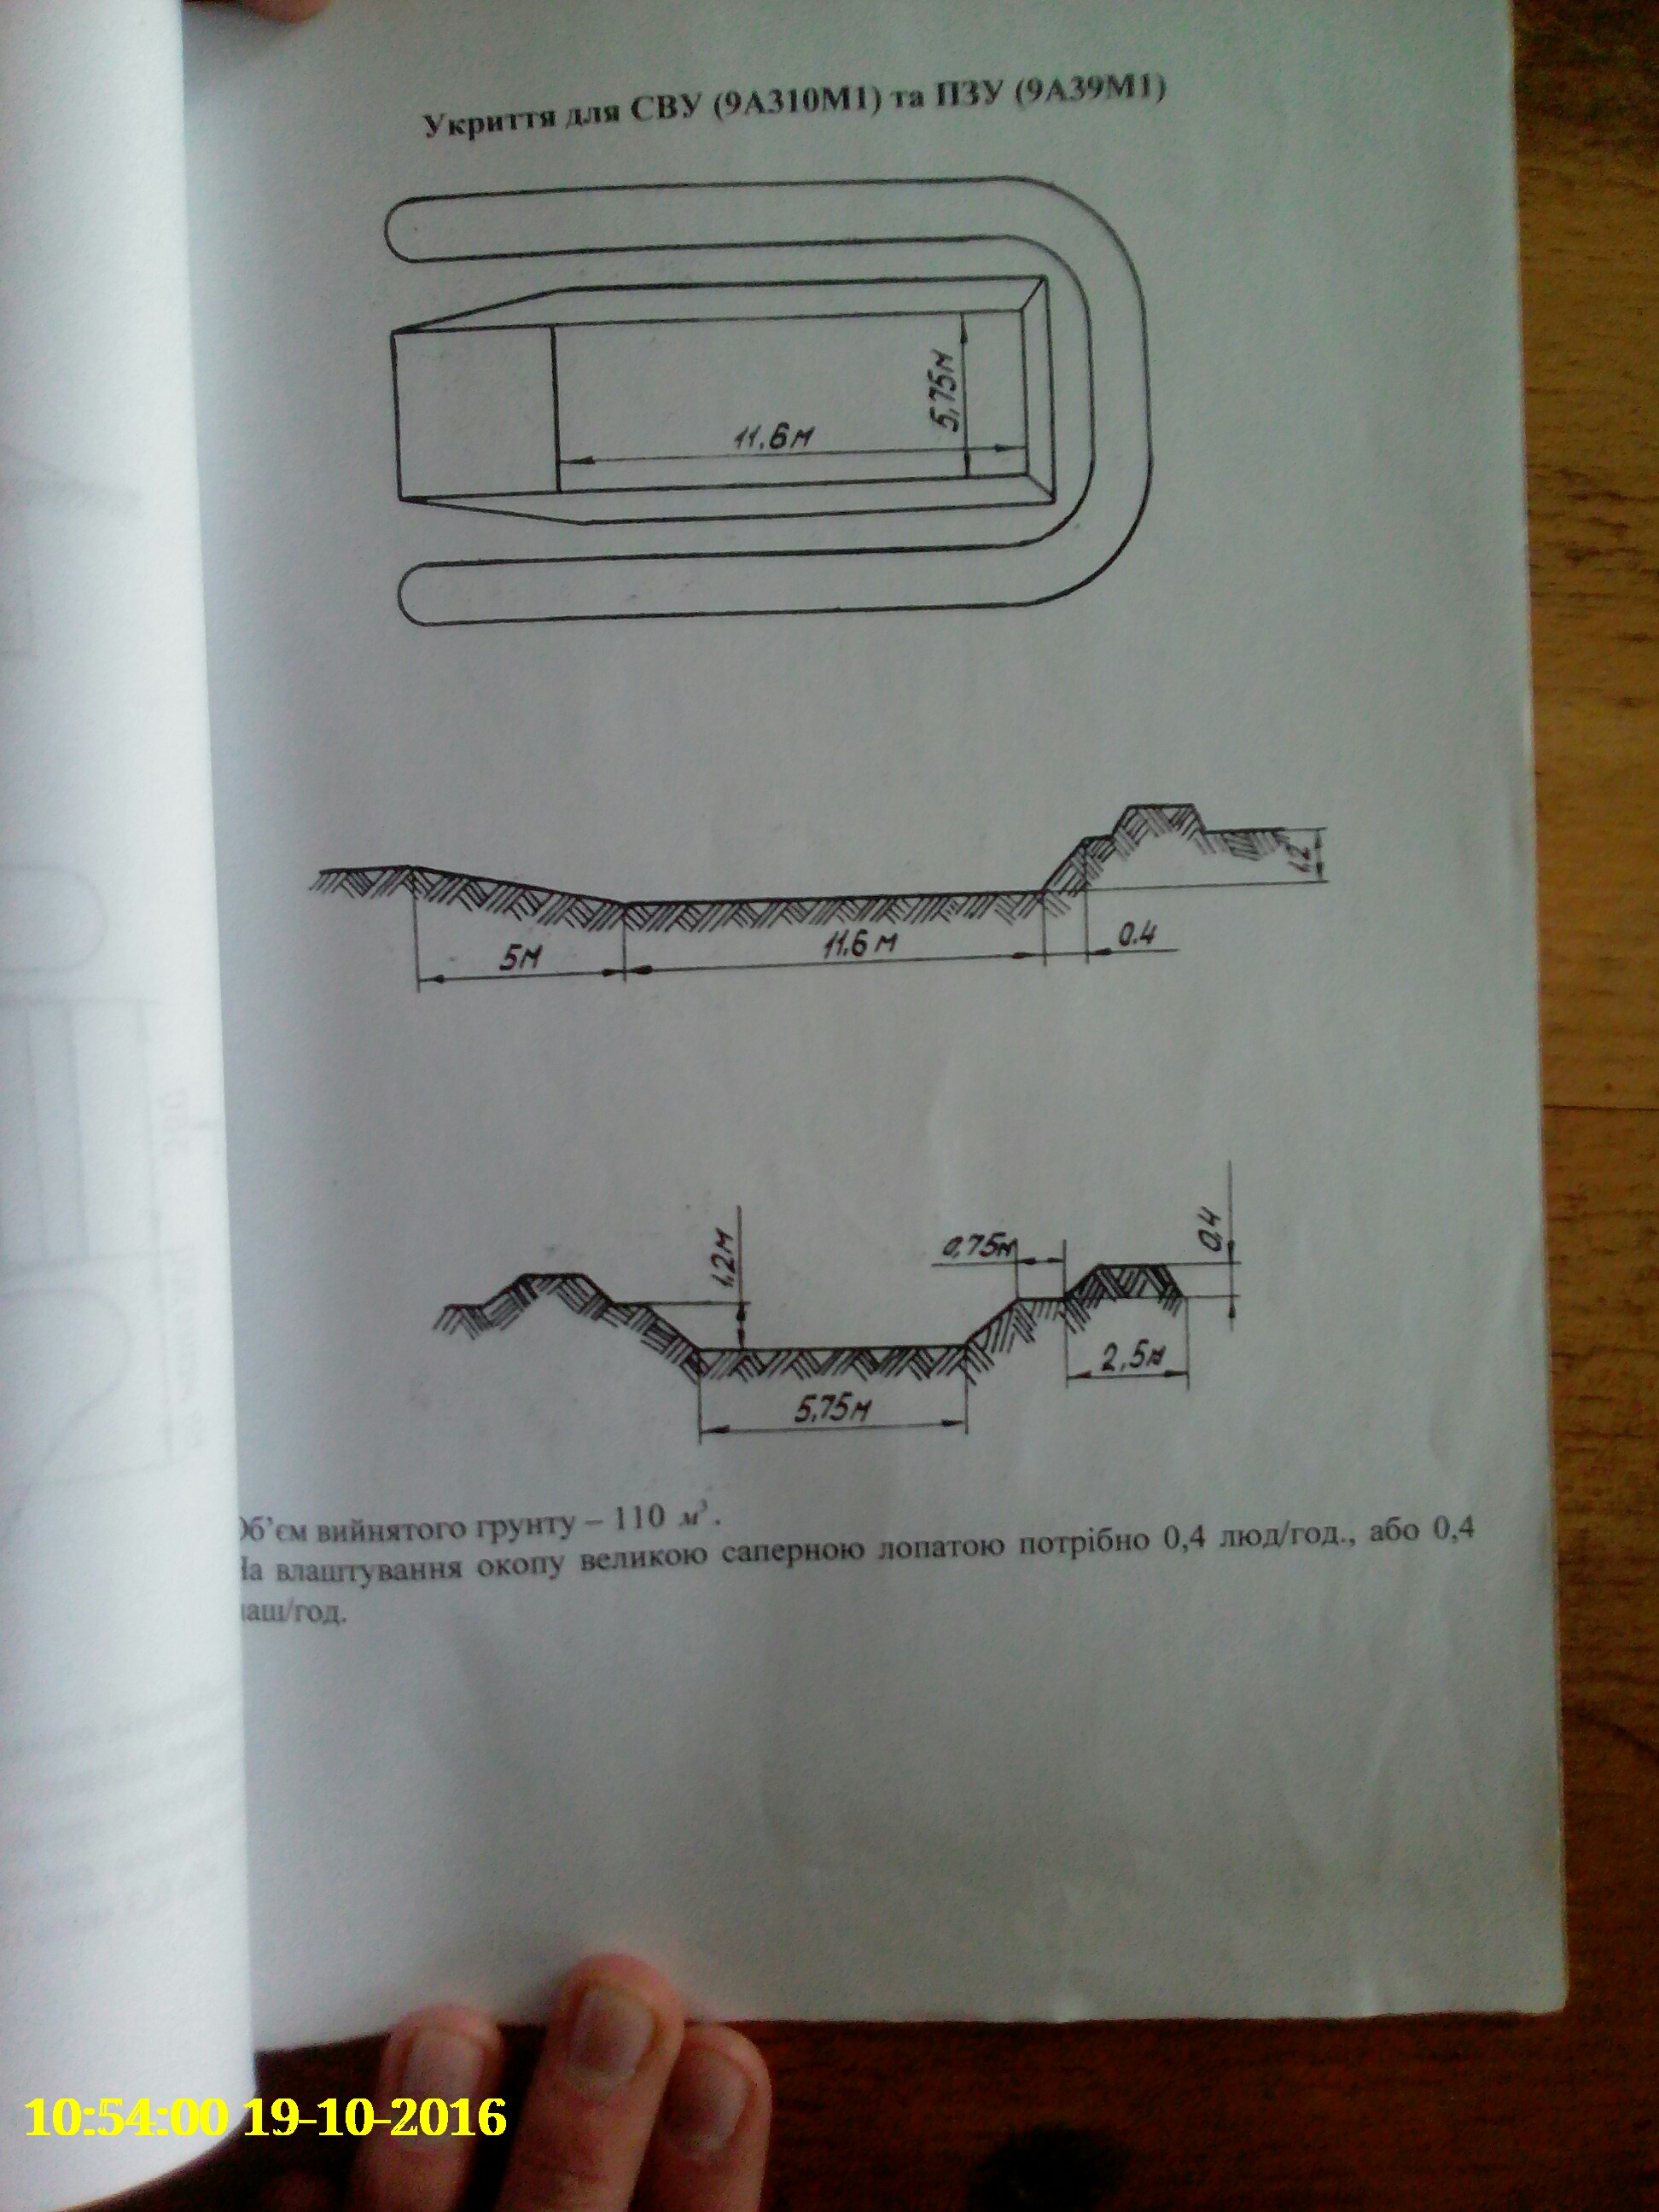 Укриття для СВУ (9А310М1) та ПЗУ (9А39М1)
5,75м
11.6м
1,2
5м
11.6 м
0.4
1,2м
0,75м
0,4
2,5м
5,75м
Об’єм вийнятого грунту – 110 м³.
На влаштування окопу великою саперною лопатою потрібно 0,4 люд/год., або 0,4
маш/год.
10:54:00 19-10-2016